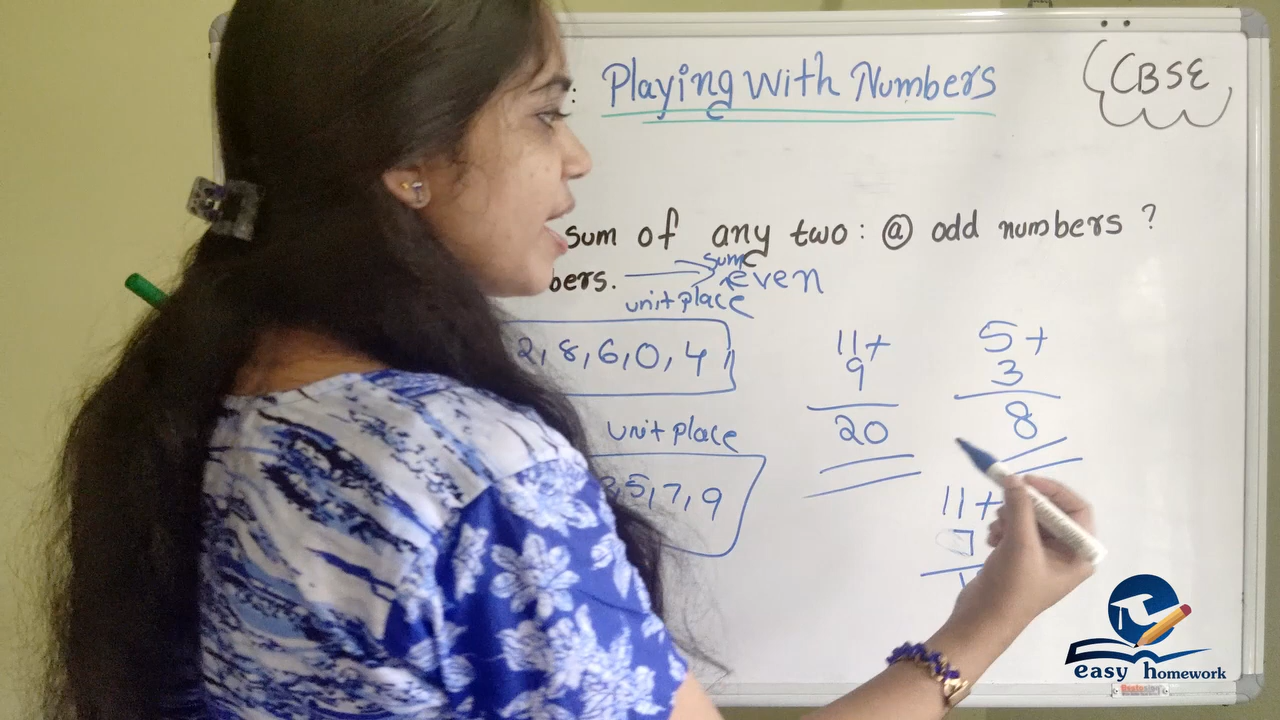 : Playing With Numbers
CBSE
sum of any two: (a) odd numbers ?
bers. sum even
unit place
2, 8, 6, 0, 4
unit place
3, 5, 7, 9
11+
9
20
5+
3
8
11+
easy homework